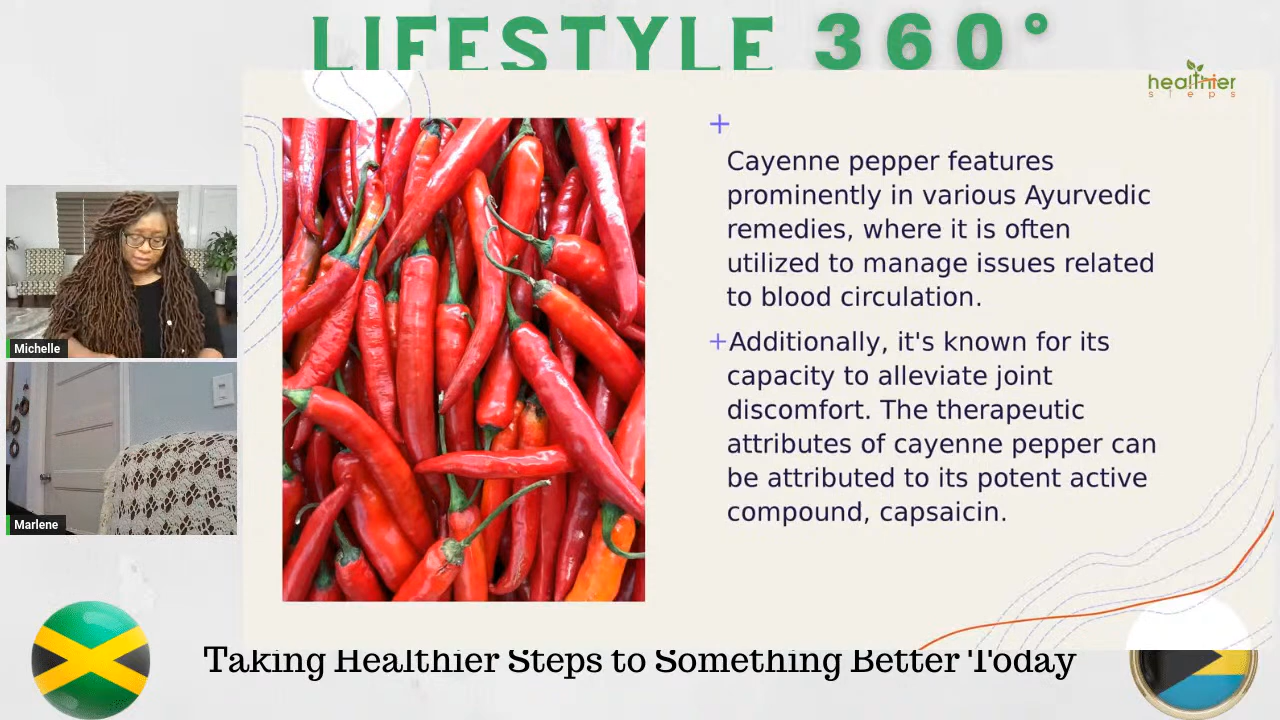 LIFESTYLE 360°
healthier
steps
+
Cayenne pepper features
prominently in various Ayurvedic
remedies, where it is often
utilized to manage issues related
to blood circulation.
+Additionally, it's known for its
capacity to alleviate joint
discomfort. The therapeutic
attributes of cayenne pepper can
be attributed to its potent active
compound, capsaicin.
Michelle
Marlene
Taking Healthier Steps to Something Better Today